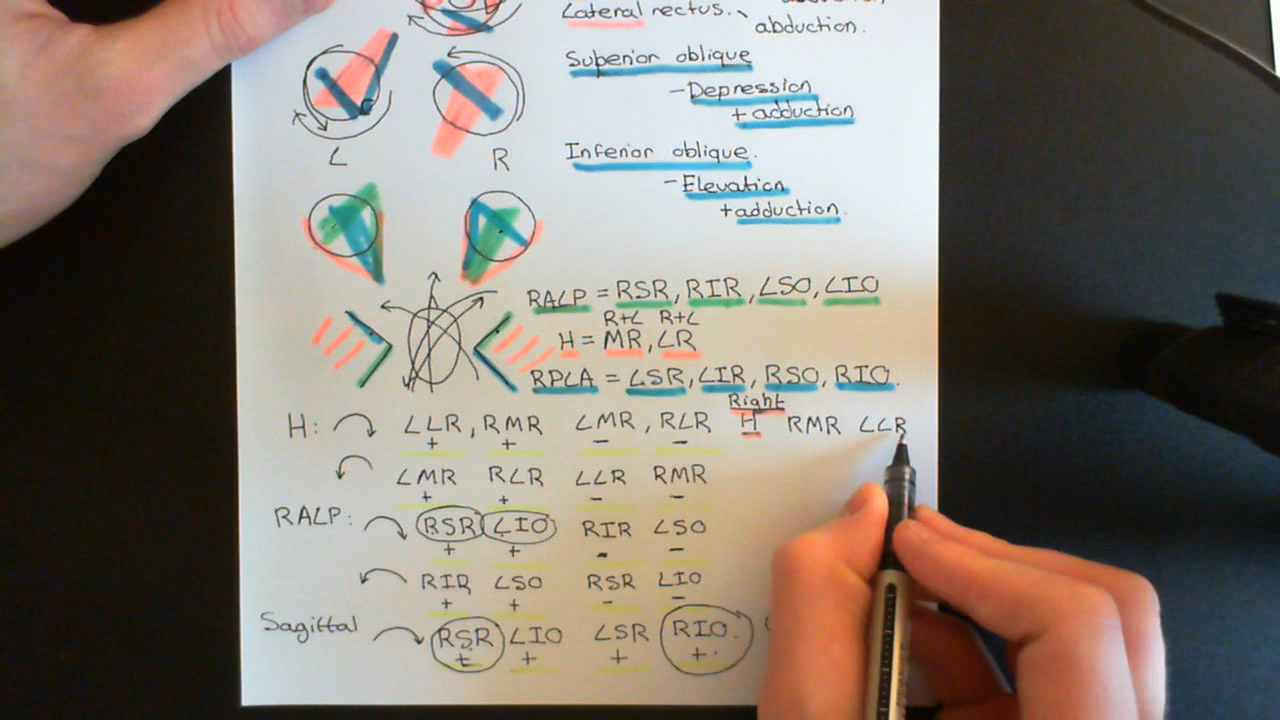 Lateral rectus.
abduction.
Superior oblique
- Depression
+ adduction
L R
Inferior oblique.
- Elevation
+ adduction.
RALP = RSR, RIR, LSO, LIO
R+L R+L
H = MR, LR
RPLA = LSR, LIR, RSO, RIO.
Right
H: LLR, RMR LMR, RLR H RMR LLR
+ + - -
LMR RLR LLR RMR
+ + - -
RALP: RSR LIO RIR LSO
+ + - -
RIR LSO RSR LIO
+ + - -
Sagittal RSR LIO LSR RIO.
+ + + +